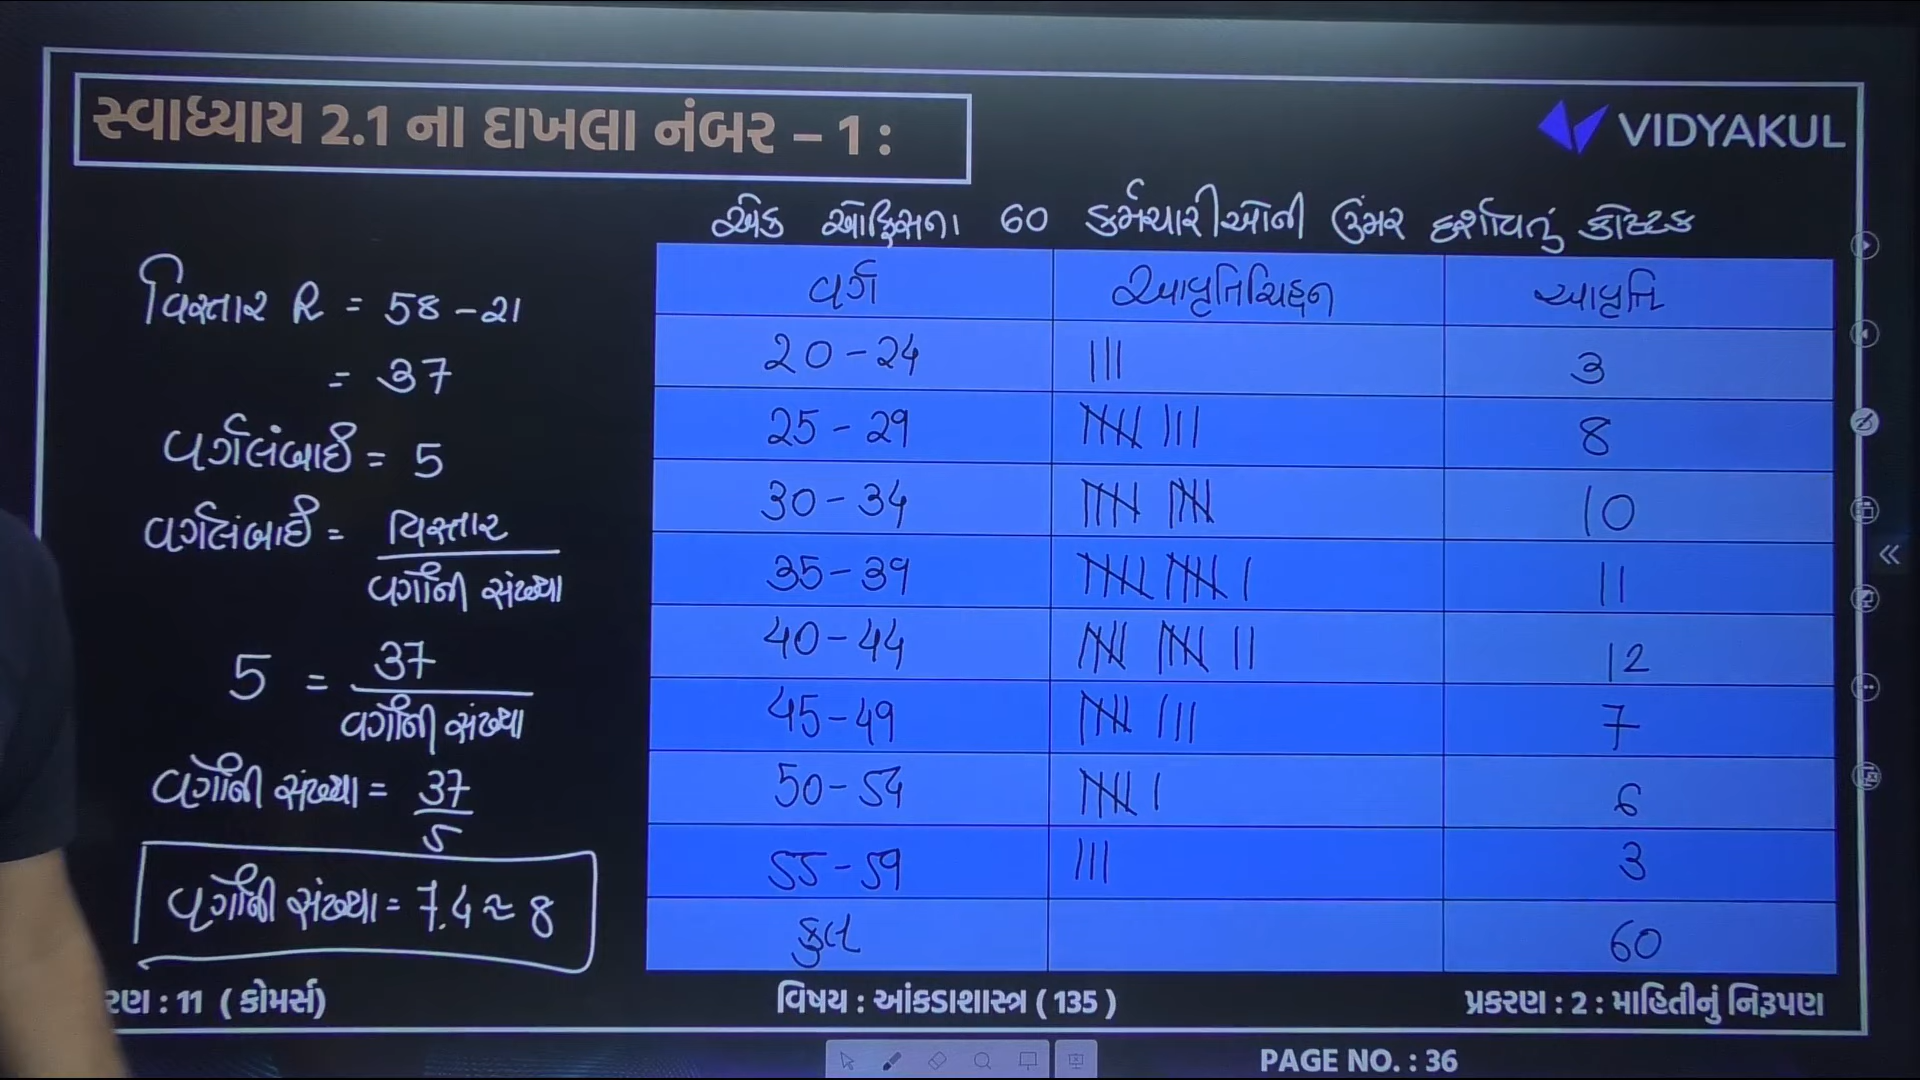 સ્વાધ્યાય 2.1 ના દાખલા નંબર – 1 :
VIDYAKUL
એક ઓફિસના 60 કર્મચારીઓની ઉંમર દર્શાવતું કોષ્ટક
વિસ્તાર R = 58 - 21
= 37
વર્ગલંબાઈ = 5
વર્ગલંબાઈ = વિસ્તાર
વર્ગોની સંખ્યા
5 = 37
વર્ગોની સંખ્યા
વર્ગોની સંખ્યા = 37
5
વર્ગોની સંખ્યા = 7.4 ≈ 8
વર્ગ આવૃત્તિચિહ્ન આવૃત્તિ
20 - 24 ||| 3
25 - 29 |||| ||| 8
30 - 34 |||| |||| 10
35 - 39 |||| |||| | 11
40 - 44 |||| |||| || 12
45 - 49 |||| ||| 7
50 - 54 |||| | 6
55 - 59 ||| 3
કુલ 60
રણ : 11 ( કોમર્સ)
વિષય : આંકડાશાસ્ત્ર ( 135 )
પ્રકરણ : 2 : માહિતીનું નિરૂપણ
PAGE NO. : 36